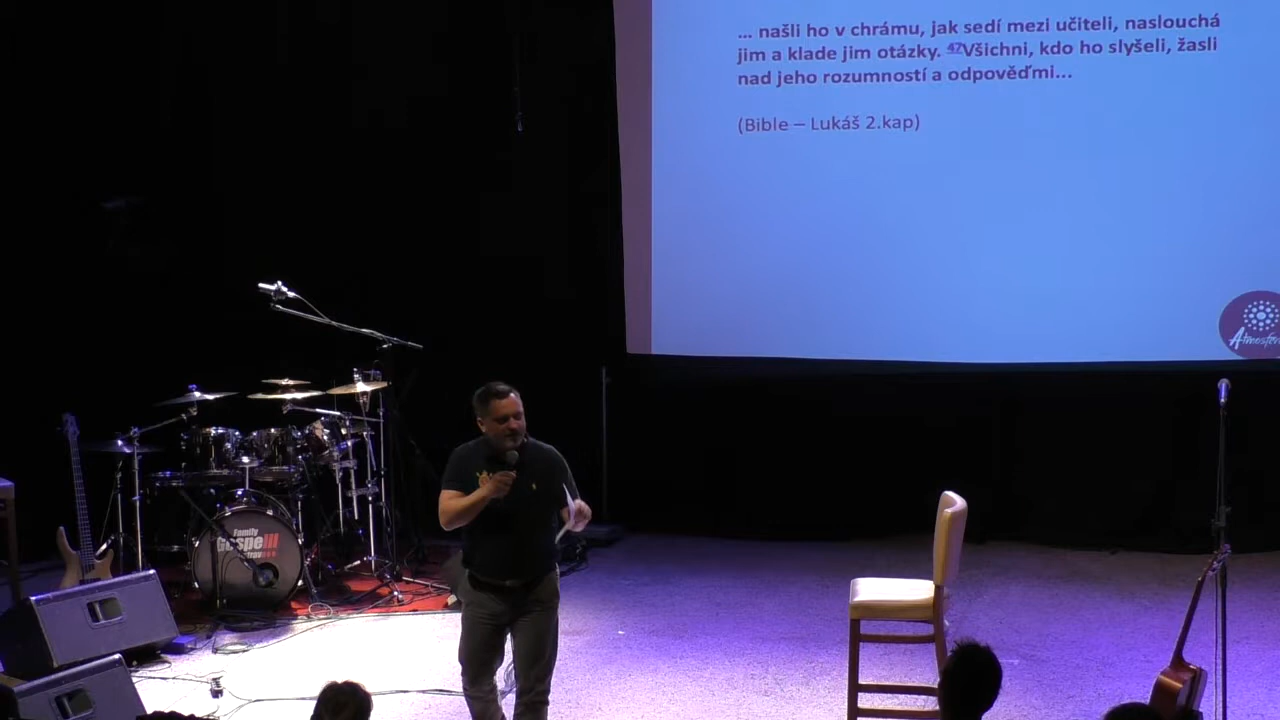 ... našli ho v chrámu, jak sedí mezi učiteli, naslouchá
jim a klade jim otázky. 47Všichni, kdo ho slyšeli, žasli
nad jeho rozumností a odpověďmi...
(Bible – Lukáš 2.kap)
Family